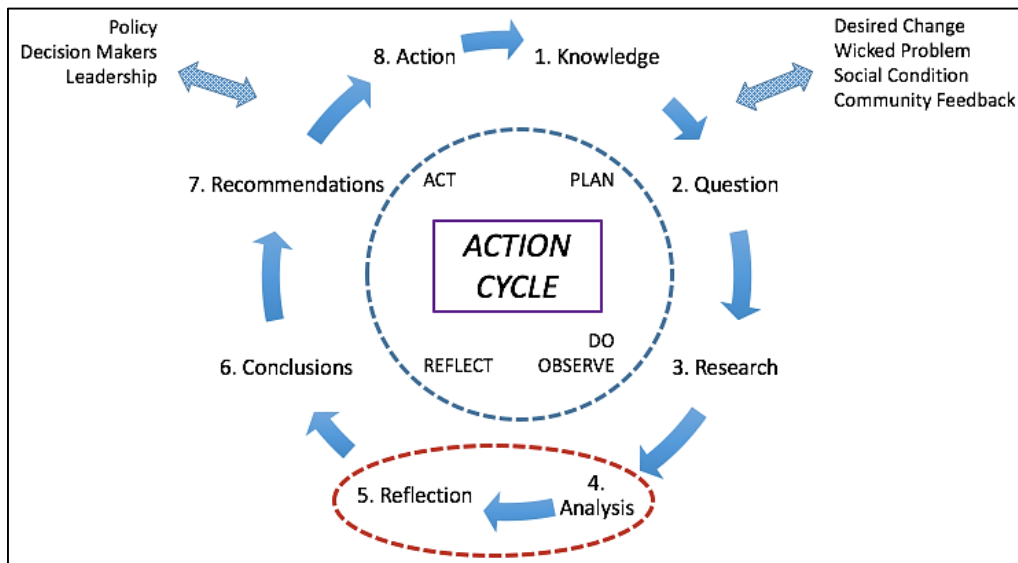 Policy
Decision Makers
Leadership
8. Action
1. Knowledge
Desired Change
Wicked Problem
Social Condition
Community Feedback
7. Recommendations
ACT
PLAN
2. Question
ACTION
CYCLE
6. Conclusions
REFLECT
DO
OBSERVE
3. Research
5. Reflection
4.
Analysis